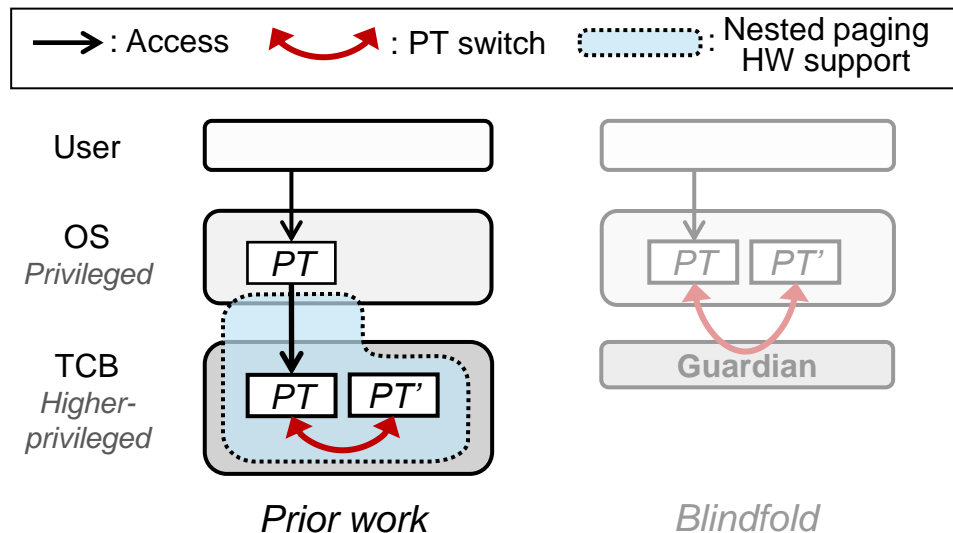 : Access
: PT switch
: Nested paging
HW support
User
OS
Privileged
PT
PT
PT’
TCB
Higher-
privileged
PT
PT’
Guardian
Prior work
Blindfold